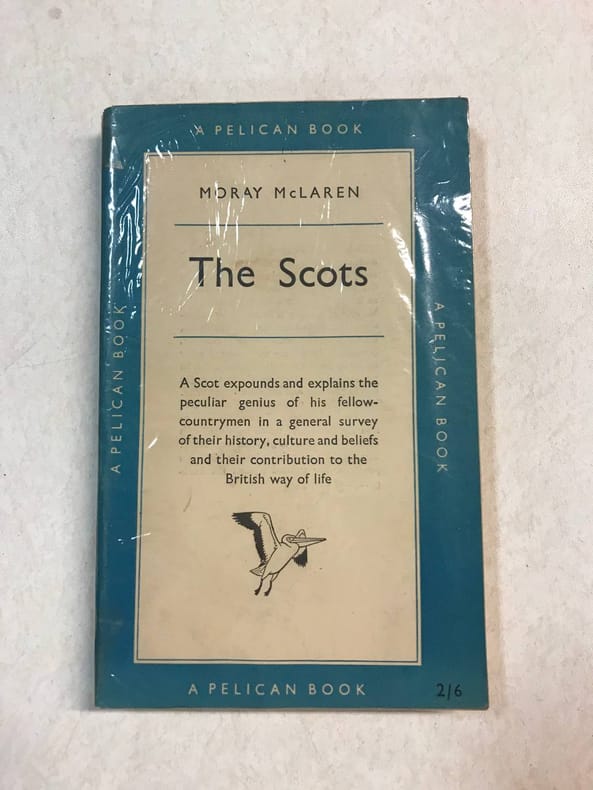 A PELICAN BOOK
MORAY McLAREN
The Scots
A Scot expounds and explains the
peculiar genius of his fellow-
countrymen in a general survey
of their history, culture and beliefs
and their contribution to the
British way of life
A PELICAN BOOK
A PELICAN BOOK
A PELICAN BOOK
2/6